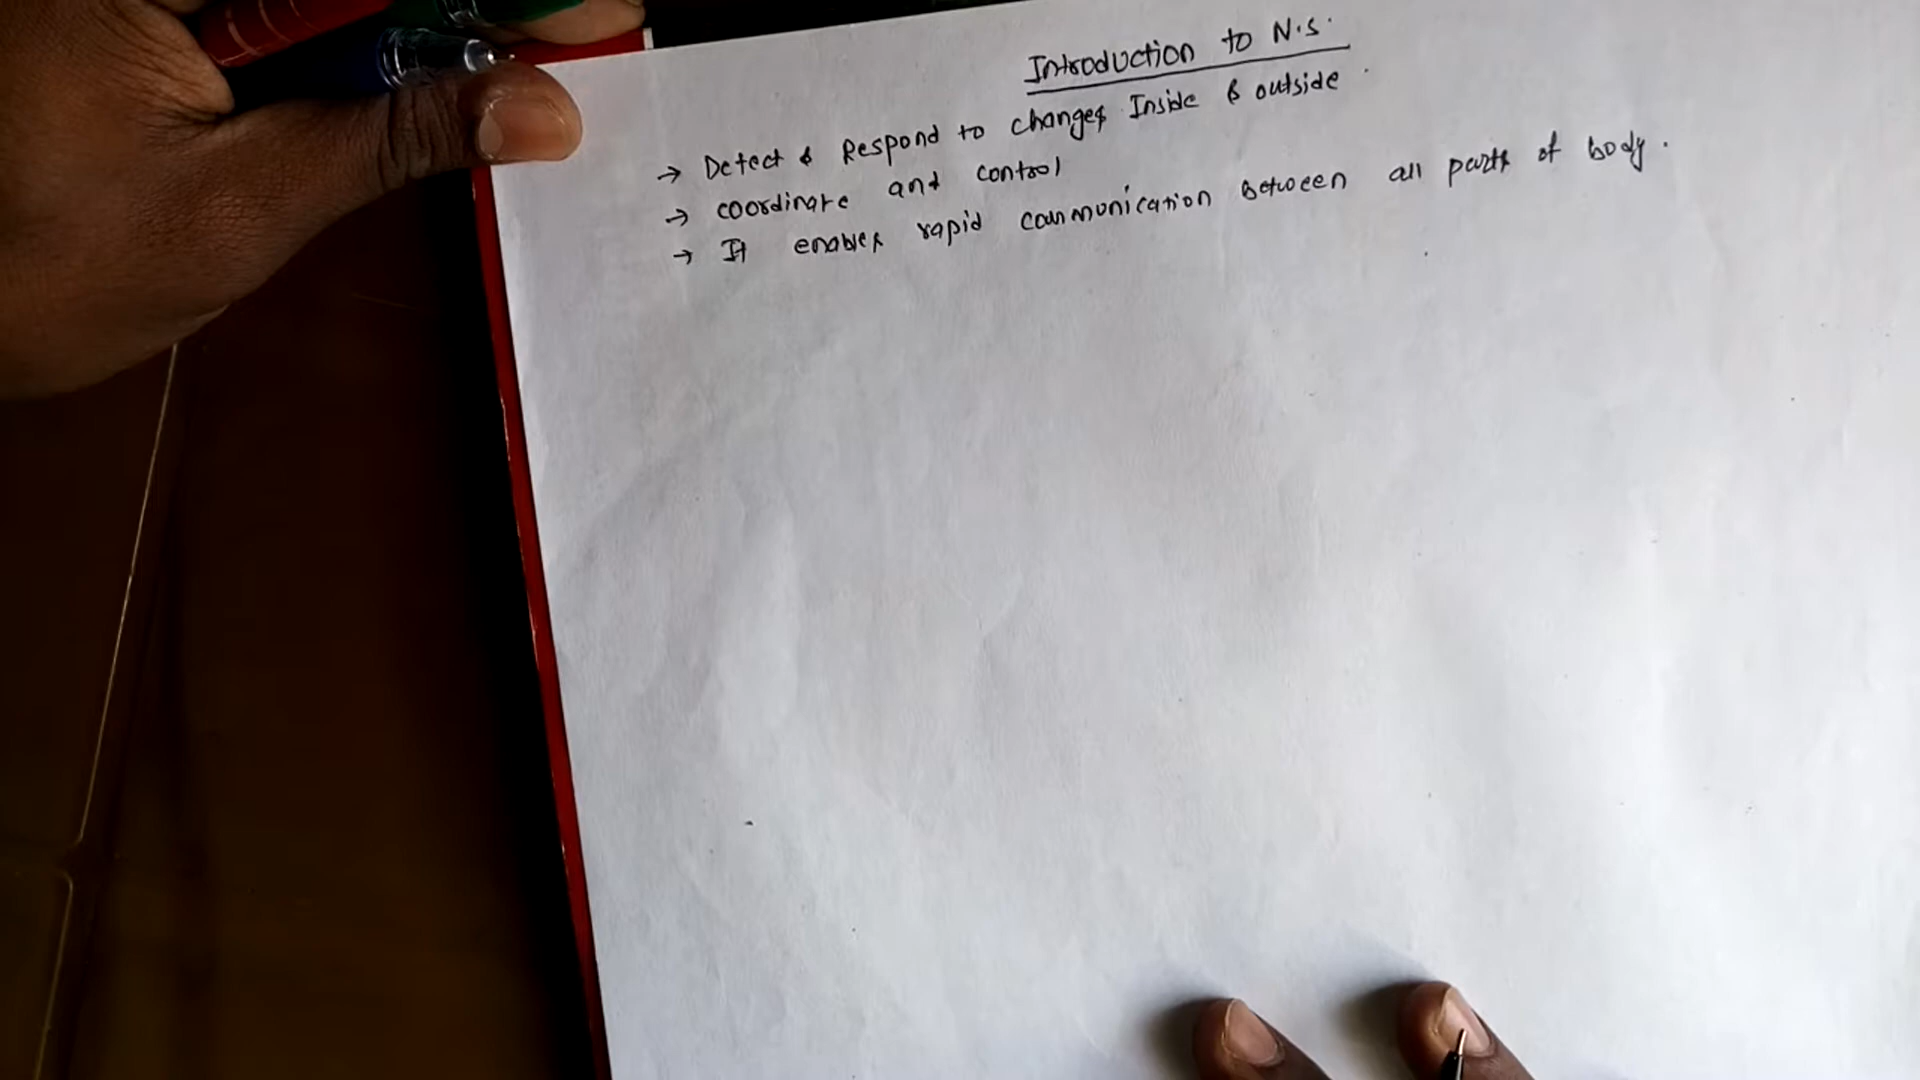 Introduction to N.S.
→ Detect & Respond to changes Inside & outside.
→ coordinate and control
→ It enables rapid communication Between all parts of body.